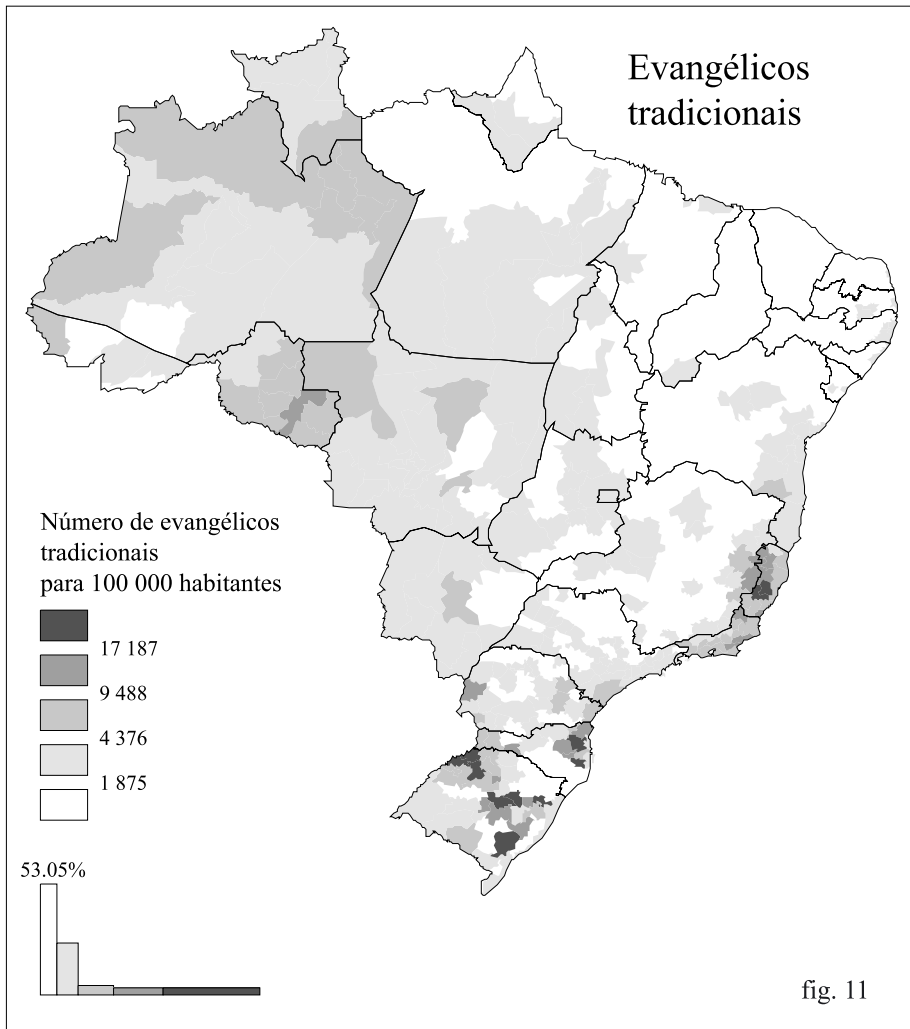 Evangélicos
tradicionais
Número de evangélicos
tradicionais
para 100 000 habitantes
17 187
9 488
4 376
1 875
53.05%
fig. 11